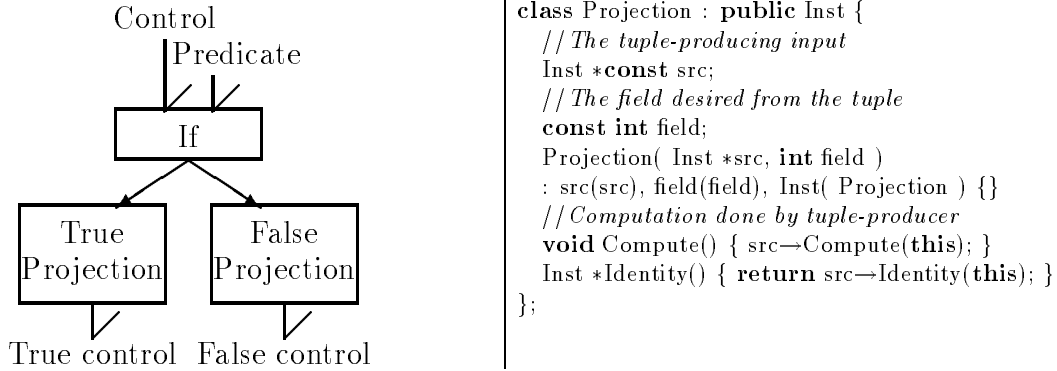 Control
Predicate
If
True
Projection
False
Projection
True control
False control
class Projection : public Inst {
// The tuple-producing input
Inst *const src;
// The field desired from the tuple
const int field;
Projection( Inst *src, int field )
: src(src), field(field), Inst( Projection ) {}
// Computation done by tuple-producer
void Compute() { src→Compute(this); }
Inst *Identity() { return src→Identity(this); }
};